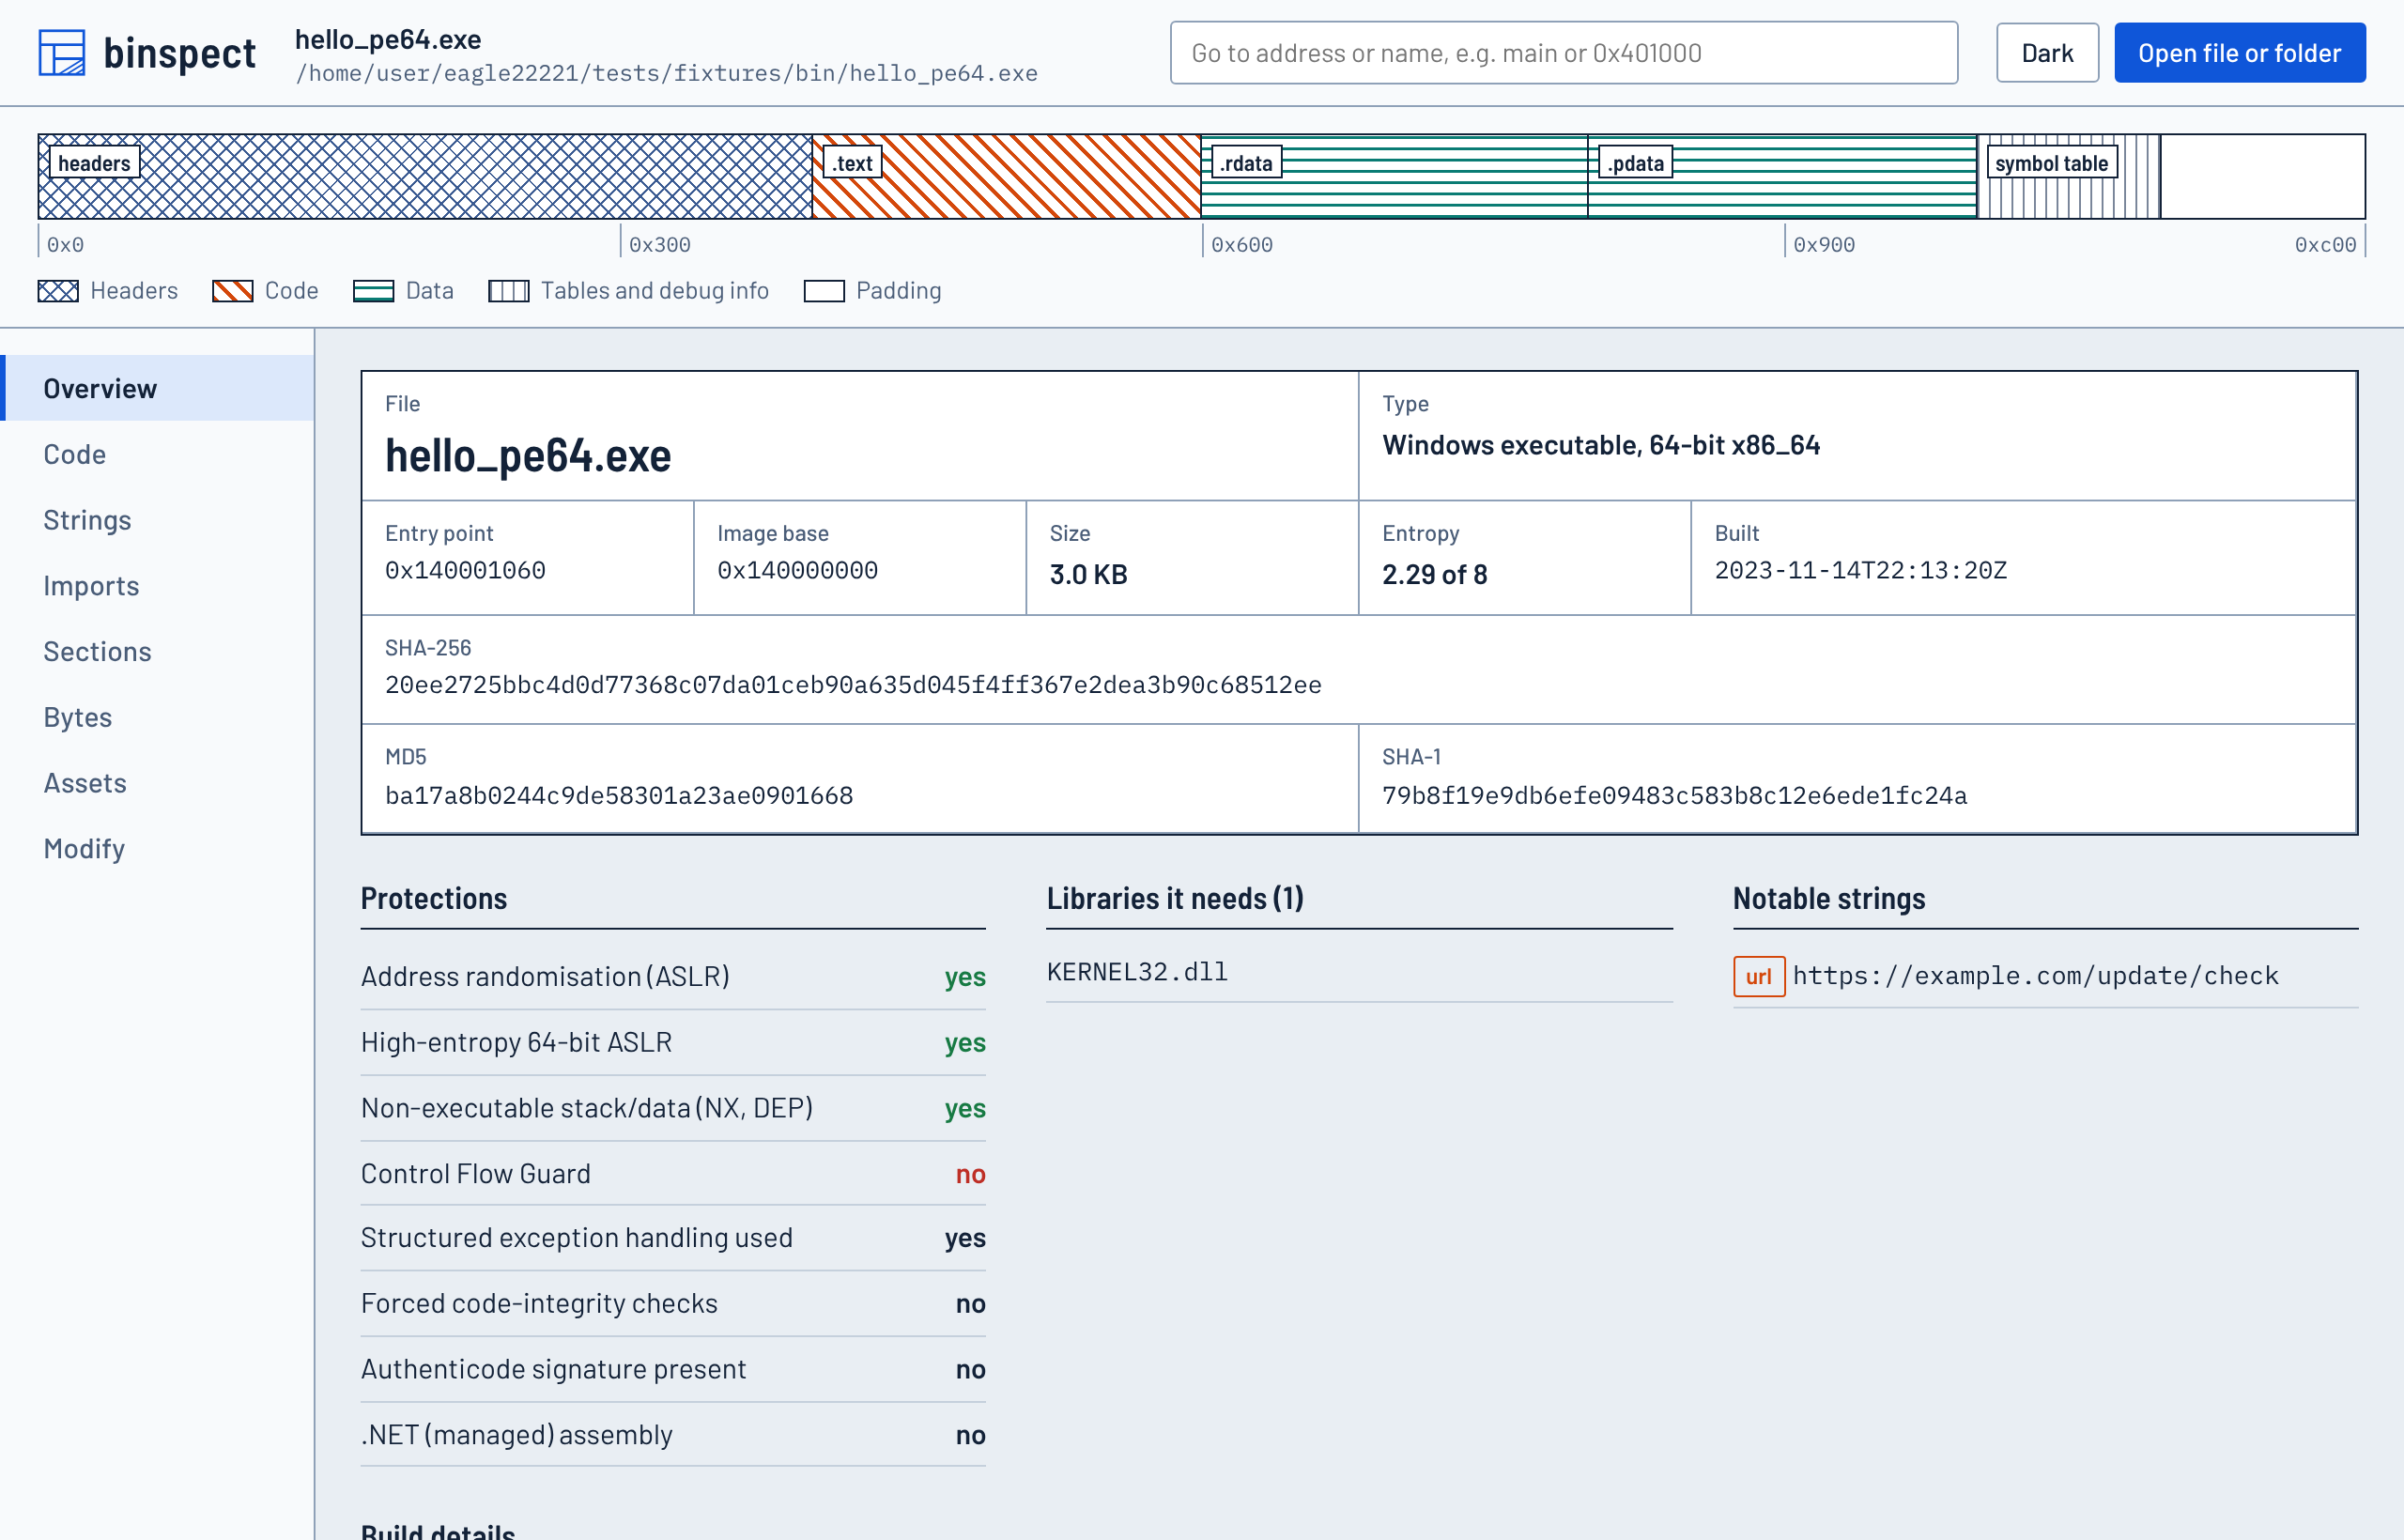 binspect
hello_pe64.exe
/home/user/eagle22221/tests/fixtures/bin/hello_pe64.exe
Go to address or name, e.g. main or 0x401000
Dark
Open file or folder
headers
.text
.rdata
.pdata
symbol table
0x0
0x300
0x600
0x900
0xc00
Headers
Code
Data
Tables and debug info
Padding
Overview
Code
Strings
Imports
Sections
Bytes
Assets
Modify
File
hello_pe64.exe
Type
Windows executable, 64-bit x86_64
Entry point
0x140001060
Image base
0x140000000
Size
3.0 KB
Entropy
2.29 of 8
Built
2023-11-14T22:13:20Z
SHA-256
20ee2725bbc4d0d77368c07da01ceb90a635d045f4ff367e2dea3b90c68512ee
MD5
ba17a8b0244c9de58301a23ae0901668
SHA-1
79b8f19e9db6efe09483c583b8c12e6ede1fc24a
Protections
Address randomisation (ASLR) yes
High-entropy 64-bit ASLR yes
Non-executable stack/data (NX, DEP) yes
Control Flow Guard no
Structured exception handling used yes
Forced code-integrity checks no
Authenticode signature present no
.NET (managed) assembly no
Libraries it needs (1)
KERNEL32.dll
Notable strings
url https://example.com/update/check
Build details